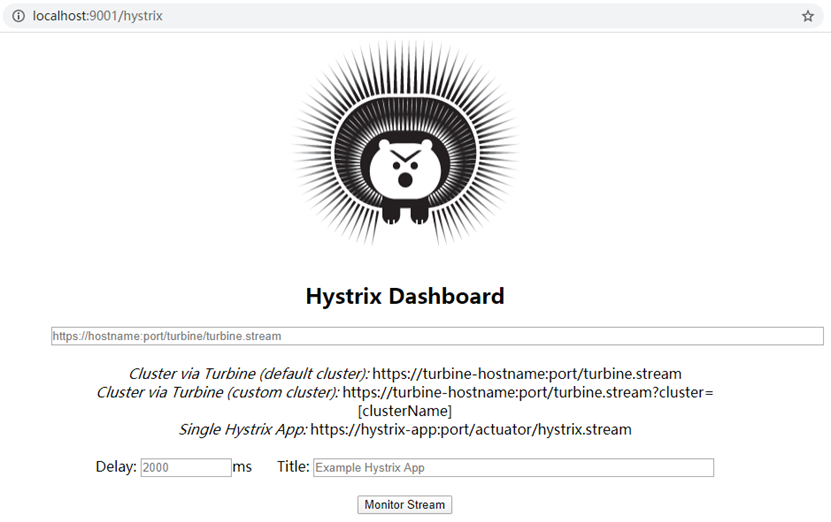 localhost:9001/hystrix
Hystrix Dashboard
https://hostname:port/turbine/turbine.stream
Cluster via Turbine (default cluster): https://turbine-hostname:port/turbine.stream
Cluster via Turbine (custom cluster): https://turbine-hostname:port/turbine.stream?cluster=
[clusterName]
Single Hystrix App: https://hystrix-app:port/actuator/hystrix.stream
Delay: 2000 ms Title: Example Hystrix App
Monitor Stream